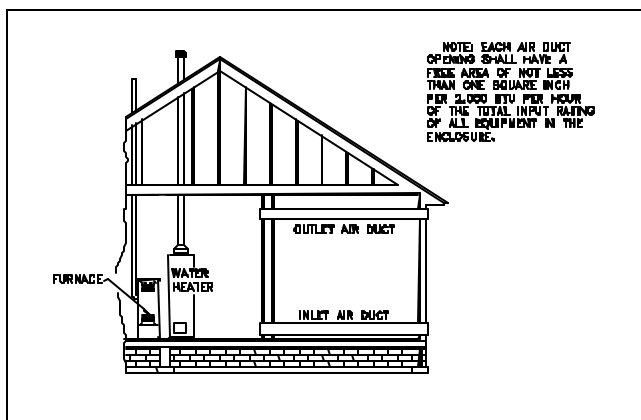 NOTE: EACH AIR DUCT
OPENING SHALL HAVE A
FREE AREA OF NOT LESS
THAN ONE SQUARE INCH
PER 2,000 BTU PER HOUR
OF THE TOTAL INPUT RATING
OF ALL EQUIPMENT IN THE
ENCLOSURE.
OUTLET AIR DUCT
WATER
HEATER
FURNACE
INLET AIR DUCT